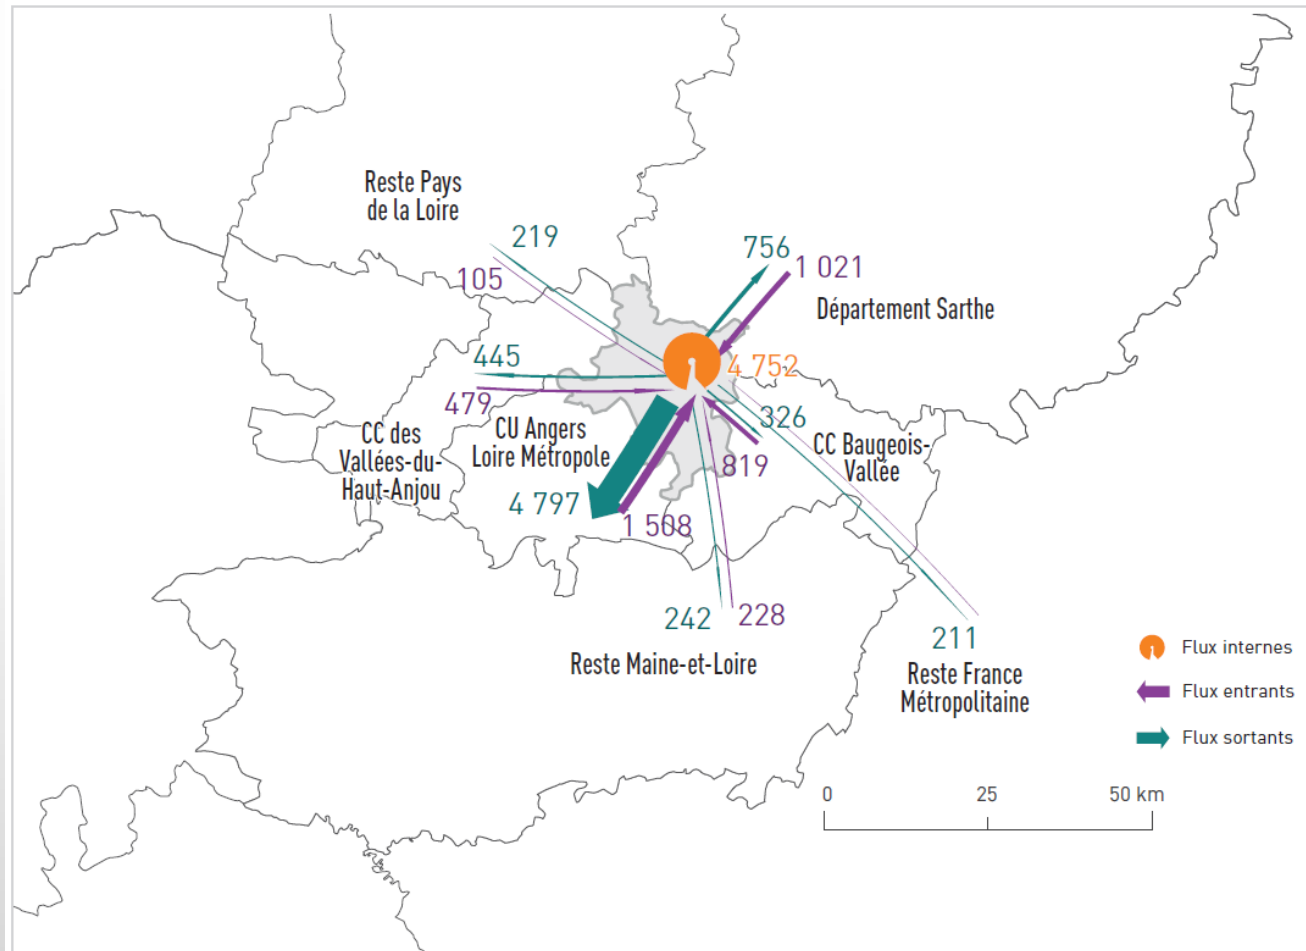 Reste Pays
de la Loire
219
105
756
1 021
Département Sarthe
4 752
445
479
326
819
CC des
Vallées-du-
Haut-Anjou
CU Angers
Loire Métropole
CC Baugeois-
Vallée
4 797
1 508
242
228
Reste Maine-et-Loire
211
Reste France
Métropolitaine
Flux internes
Flux entrants
Flux sortants
0 25 50 km